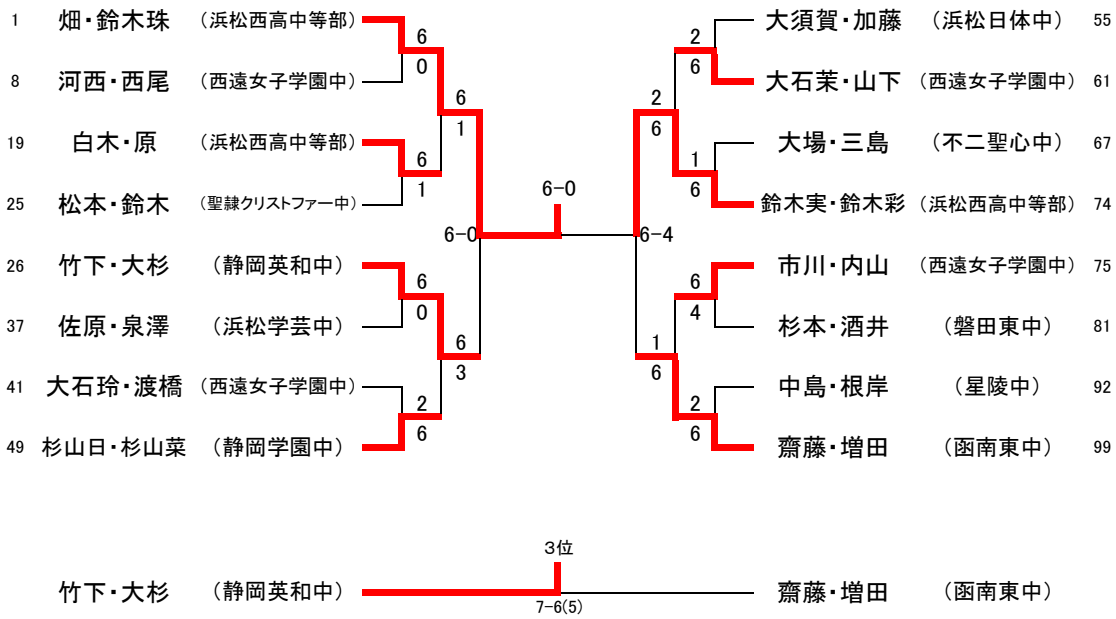 1 畑・鈴木珠 （浜松西高中等部）
6
0
8 河西・西尾 （西遠女子学園中）
6
1
19 白木・原 （浜松西高中等部）
6
1
25 松本・鈴木 （聖隷クリストファー中）
6-0
26 竹下・大杉 （静岡英和中）
6
0
37 佐原・泉澤 （浜松学芸中）
6
3
41 大石玲・渡橋 （西遠女子学園中）
2
6
49 杉山日・杉山菜 （静岡学園中）
6-0
大須賀・加藤 （浜松日体中） 55
2
6
大石茉・山下 （西遠女子学園中） 61
2
6
大場・三島 （不二聖心中） 67
1
6
鈴木実・鈴木彩 （浜松西高中等部） 74
6-4
市川・内山 （西遠女子学園中） 75
6
4
杉本・酒井 （磐田東中） 81
1
6
中島・根岸 （星陵中） 92
2
6
齋藤・増田 （函南東中） 99
3位
竹下・大杉 （静岡英和中） 齋藤・増田 （函南東中）
7-6(5)